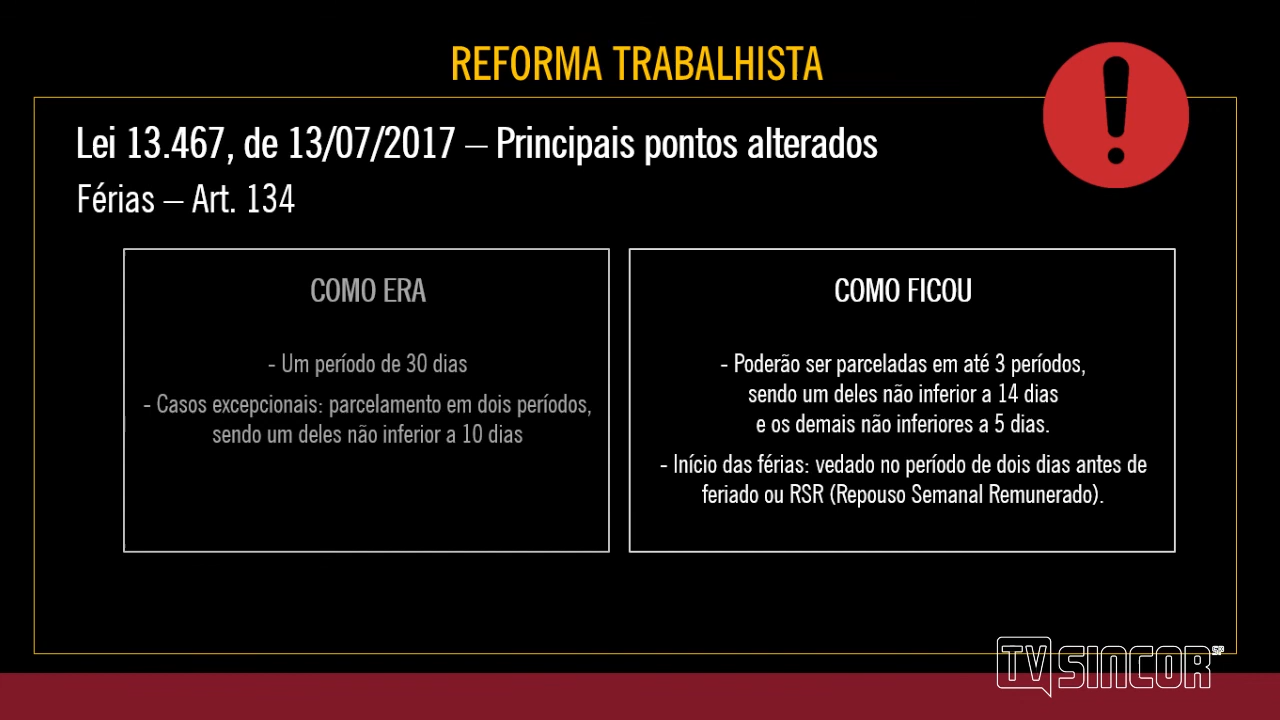 REFORMA TRABALHISTA
Lei 13.467, de 13/07/2017 – Principais pontos alterados
Férias – Art. 134
COMO ERA
- Um período de 30 dias
- Casos excepcionais: parcelamento em dois períodos,
sendo um deles não inferior a 10 dias
COMO FICOU
- Poderão ser parceladas em até 3 períodos,
sendo um deles não inferior a 14 dias
e os demais não inferiores a 5 dias.
- Início das férias: vedado no período de dois dias antes de
feriado ou RSR (Repouso Semanal Remunerado).
TV SINCOR SP